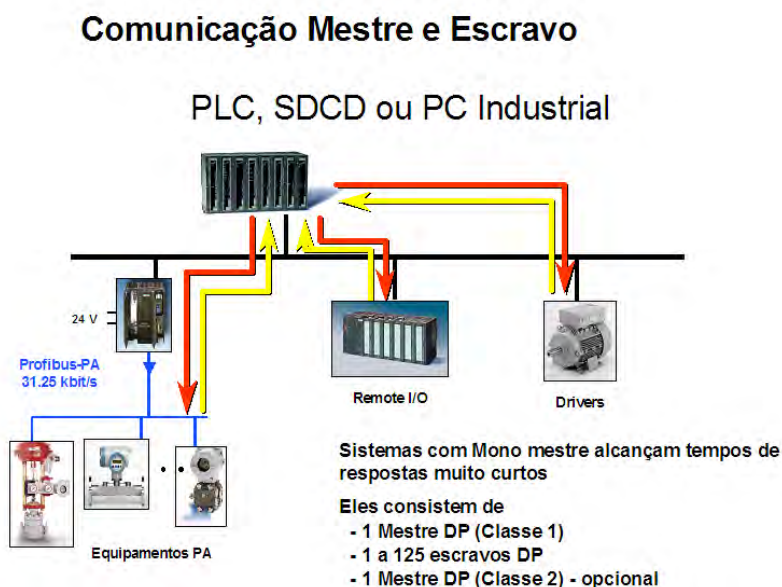 Comunicação Mestre e Escravo
PLC, SDCD ou PC Industrial
24 V
Profibus-PA
31.25 kbit/s
Remote I/O
Drivers
Equipamentos PA
Sistemas com Mono mestre alcançam tempos de
respostas muito curtos
Eles consistem de
- 1 Mestre DP (Classe 1)
- 1 a 125 escravos DP
- 1 Mestre DP (Classe 2) - opcional